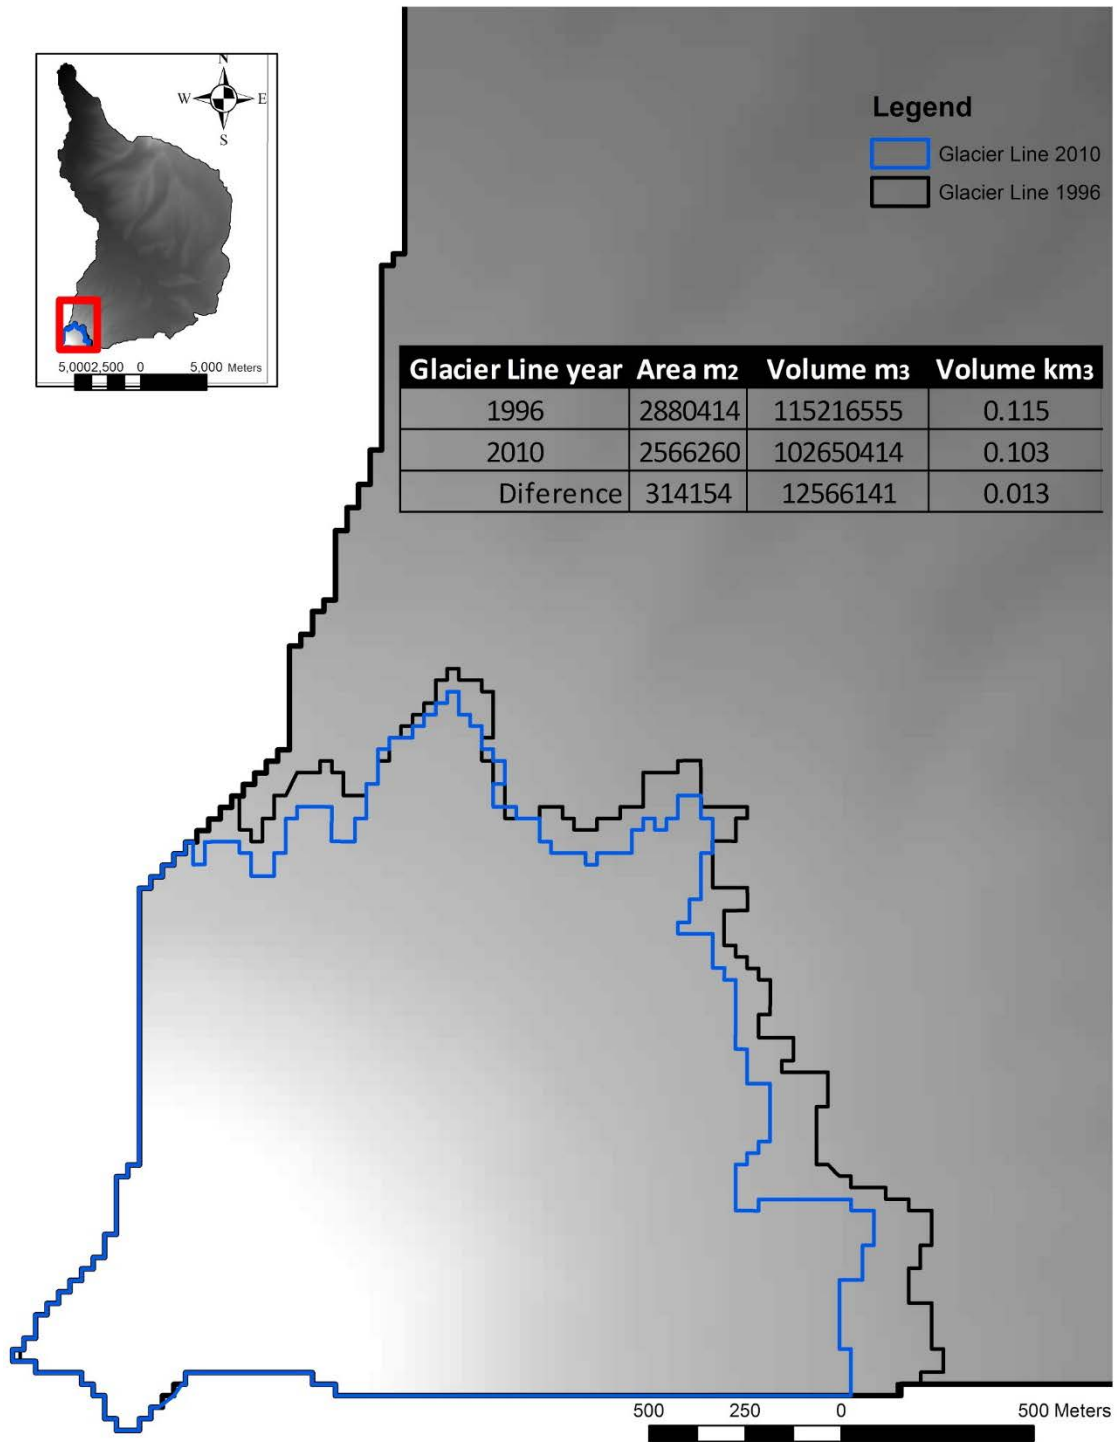 N
W E
S
5,0002,500 0 5,000 Meters
Legend
Glacier Line 2010
Glacier Line 1996
Glacier Line year Area m2 Volume m3 Volume km3
1996 2880414 115216555 0.115
2010 2566260 102650414 0.103
Diference 314154 12566141 0.013
500 250 0 500 Meters